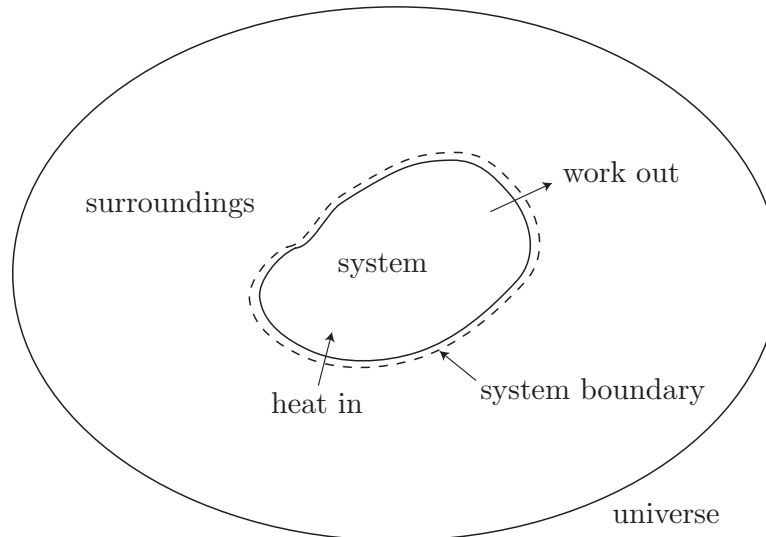 work out
surroundings
system
system boundary
heat in
universe